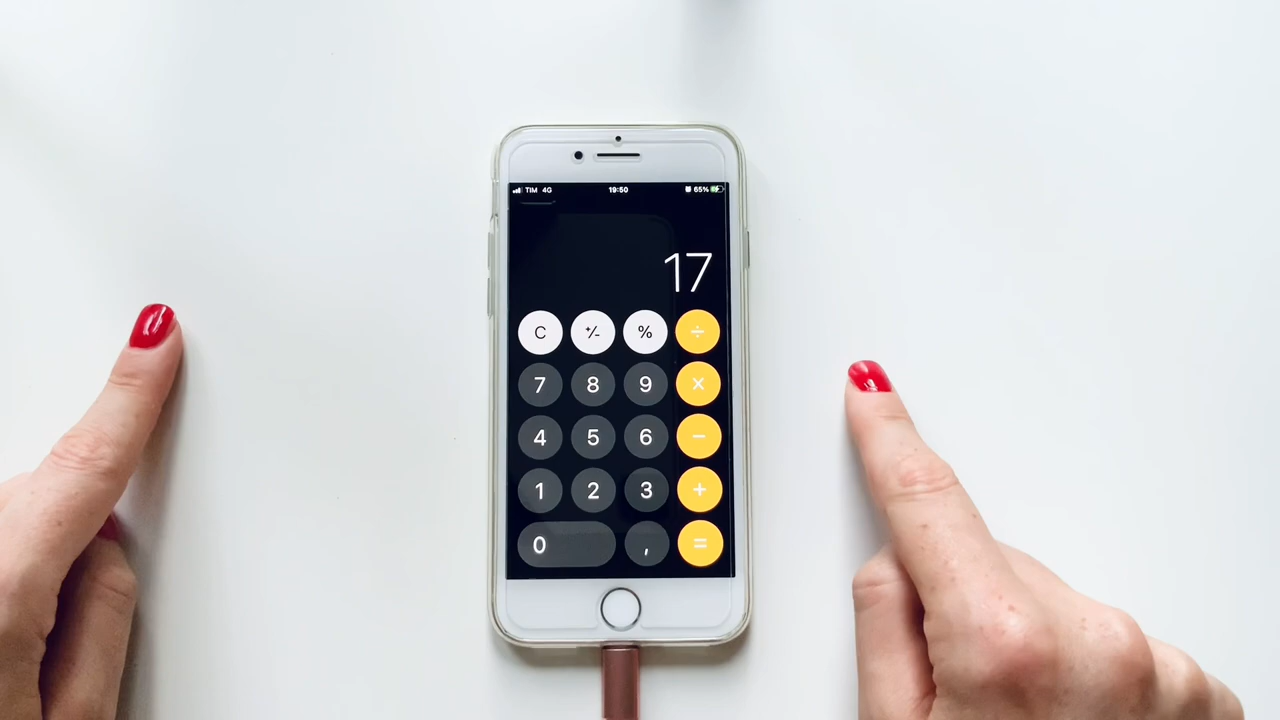 TIM 4G 19:50 65%
17
C ⁺∕₋ % ÷
7 8 9 ×
4 5 6 −
1 2 3 +
0 , =